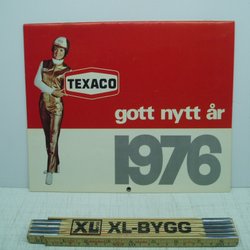 TEXACO
gott nytt år
1976
XL XL-BYGG